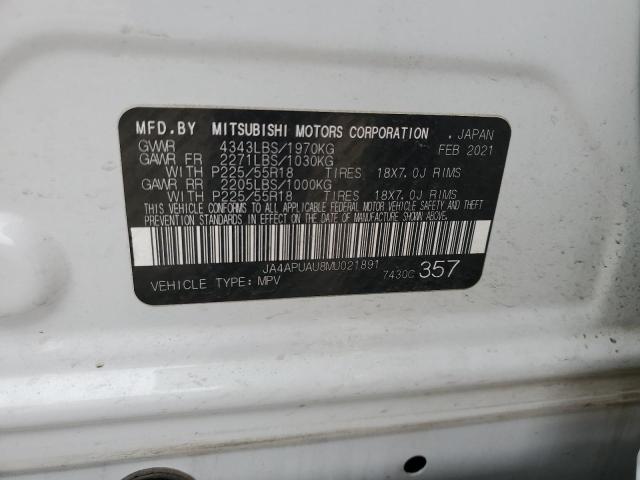 MFD.BY MITSUBISHI MOTORS CORPORATION , JAPAN
GVWR 4343LBS/1970KG FEB 2021
GAWR FR 2271LBS/1030KG
WITH P225/55R18 TIRES 18X7.0J RIMS
GAWR RR 2205LBS/1000KG
WITH P225/55R18 TIRES 18X7.0J RIMS
THIS VEHICLE CONFORMS TO ALL APPLICABLE FEDERAL MOTOR VEHICLE SAFETY AND THEFT
PREVENTION STANDARDS IN EFFECT ON THE DATE OF MANUFACTURE SHOWN ABOVE.
JA4APUAU8MU021891
VEHICLE TYPE: MPV 7430C 357